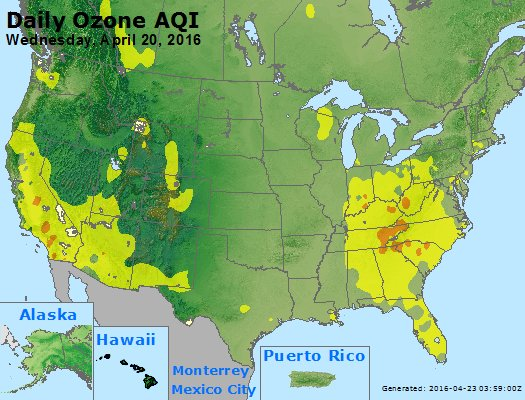 Daily Ozone AQI
Wednesday, April 20, 2016
Alaska
Hawaii
Monterrey
Mexico City
Puerto Rico
Generated: 2016-04-23 03:59:00Z